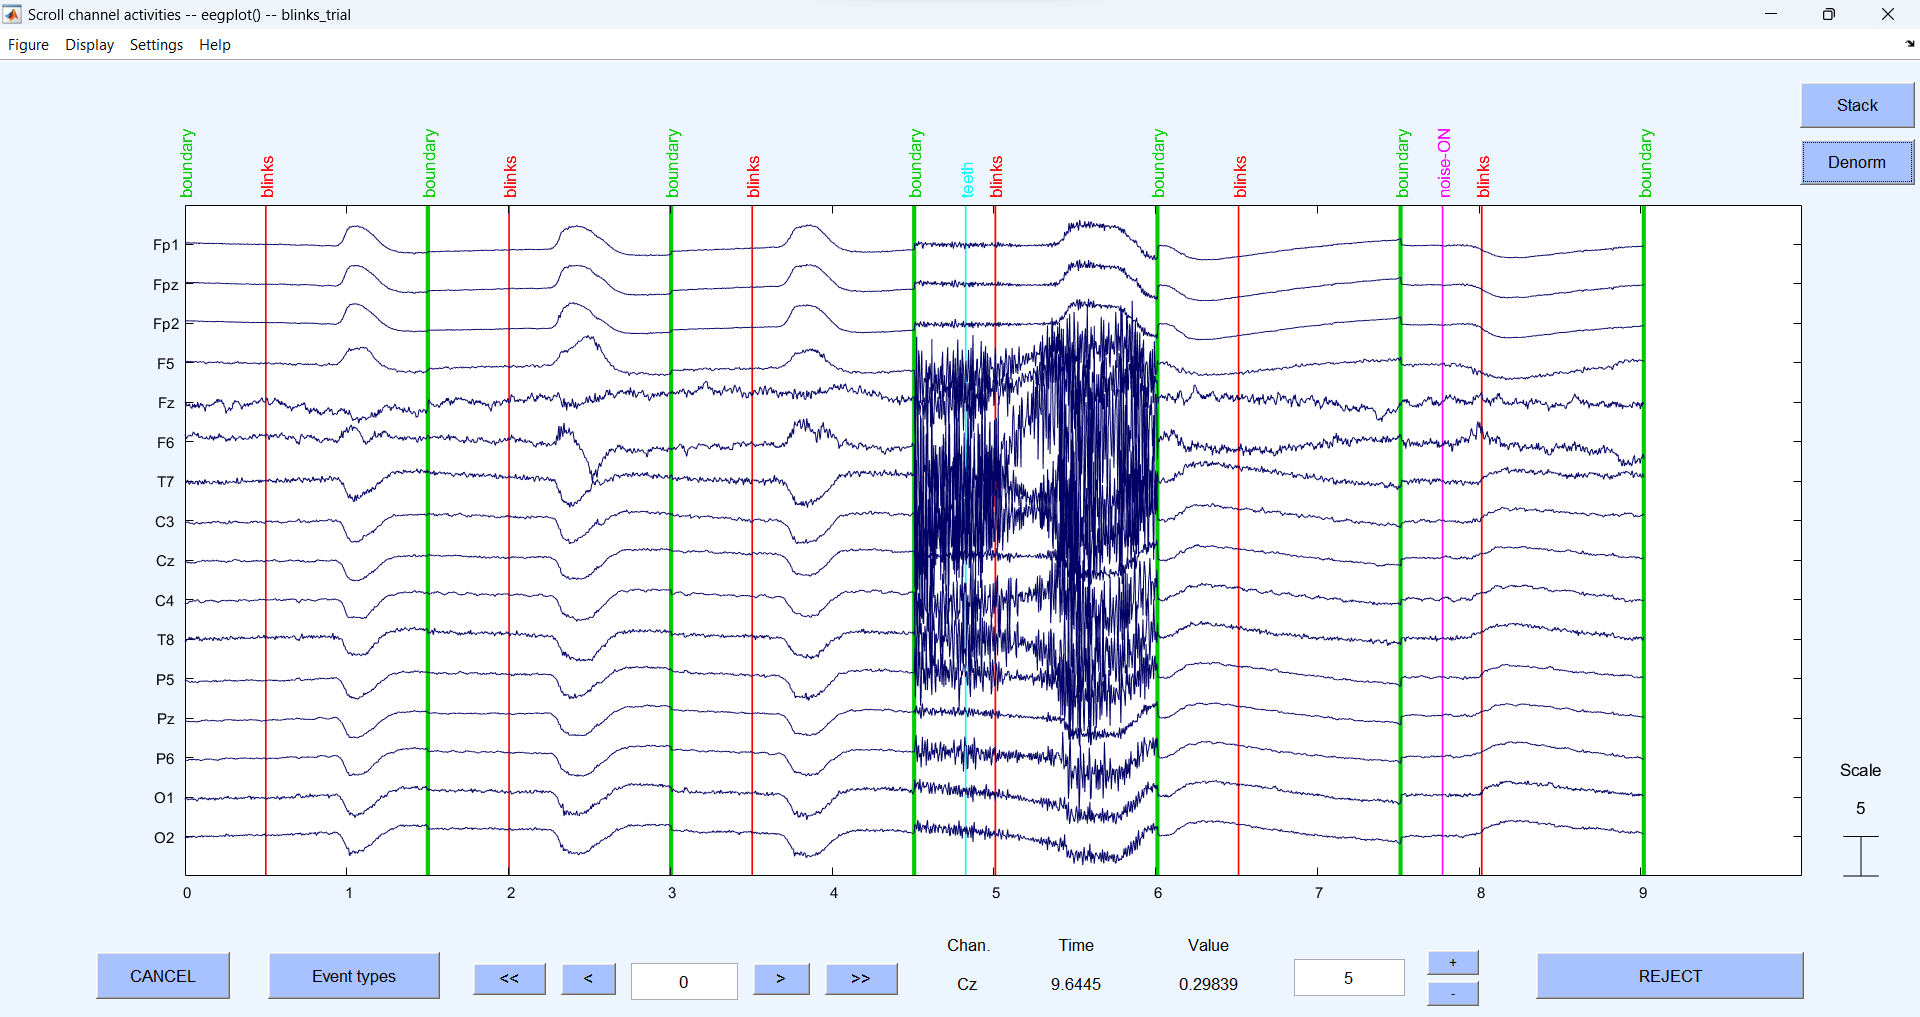 Scroll channel activities -- eegplot() -- blinks_trial
Figure Display Settings Help
Stack
Denorm
boundary blinks boundary blinks boundary blinks boundary teeth blinks boundary blinks boundary noise-ON blinks boundary
Fp1
Fpz
Fp2
F5
Fz
F6
T7
C3
Cz
C4
T8
P5
Pz
P6
O1
O2
0 1 2 3 4 5 6 7 8 9
Scale
5
Chan. Time Value
CANCEL Event types << < 0 > >> Cz 9.6445 0.29839 5 + - REJECT